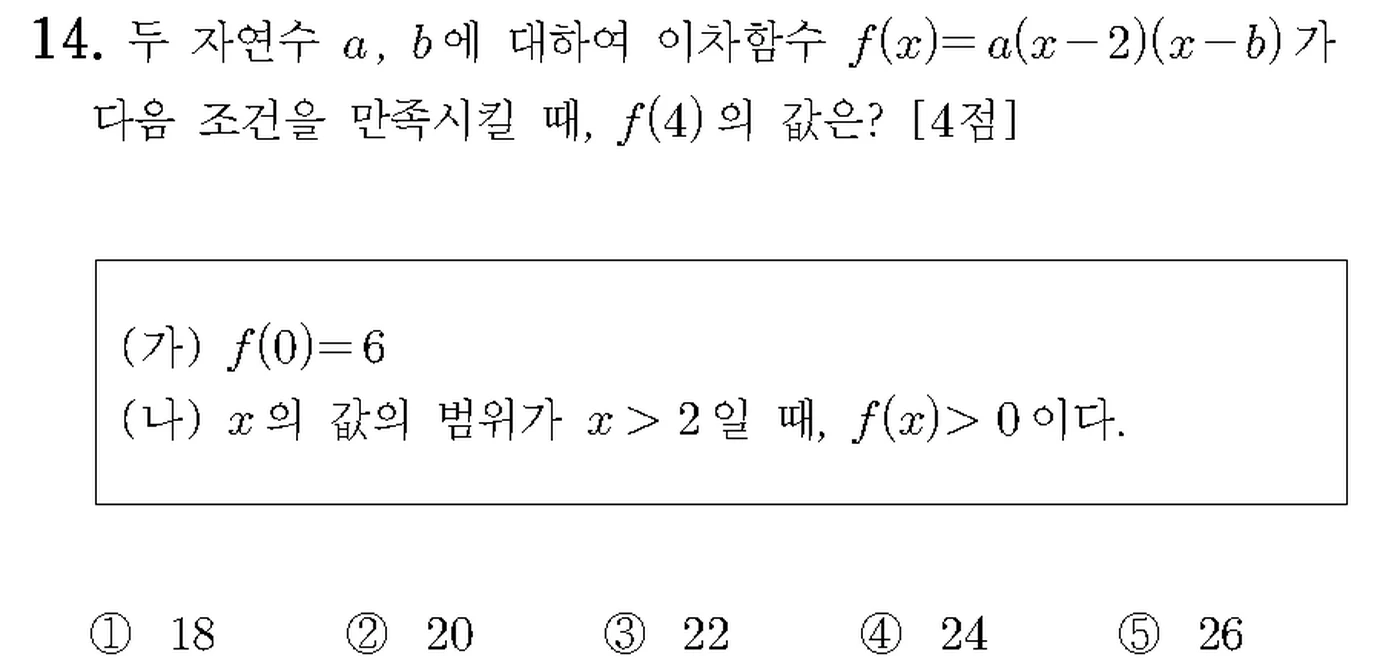 14. 두 자연수 a, b에 대하여 이차함수 f(x)=a(x-2)(x-b)가
다음 조건을 만족시킬 때, f(4)의 값은? [4점]
(가) f(0)=6
(나) x의 값의 범위가 x>2일 때, f(x)>0이다.
① 18 ② 20 ③ 22 ④ 24 ⑤ 26